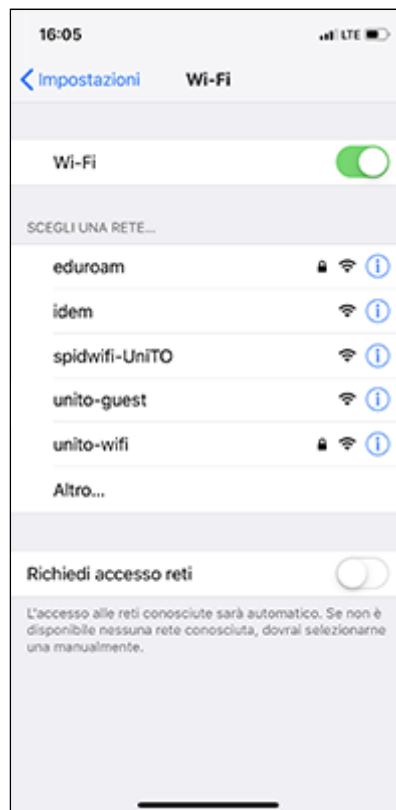 16:05 LTE
Impostazioni Wi-Fi
Wi-Fi
SCEGLI UNA RETE...
eduroam
idem
spidwifi-UniTO
unito-guest
unito-wifi
Altro...
Richiedi accesso reti
L'accesso alle reti conosciute sarà automatico. Se non è
disponibile nessuna rete conosciuta, dovrai selezionarne
una manualmente.